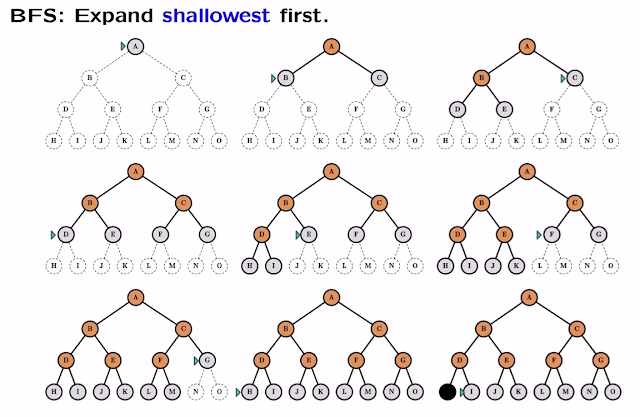 BFS: Expand shallowest first.
A A A
B C B C B C
D E F G D E F G D E F G
H I J K L M N O H I J K L M N O H I J K L M N O
A A A
B C B C B C
D E F G D E F G D E F G
H I J K L M N O H I J K L M N O H I J K L M N O
A A A
B C B C B C
D E F G D E F G D E F G
H I J K L M N O H I J K L M N O I J K L M N O